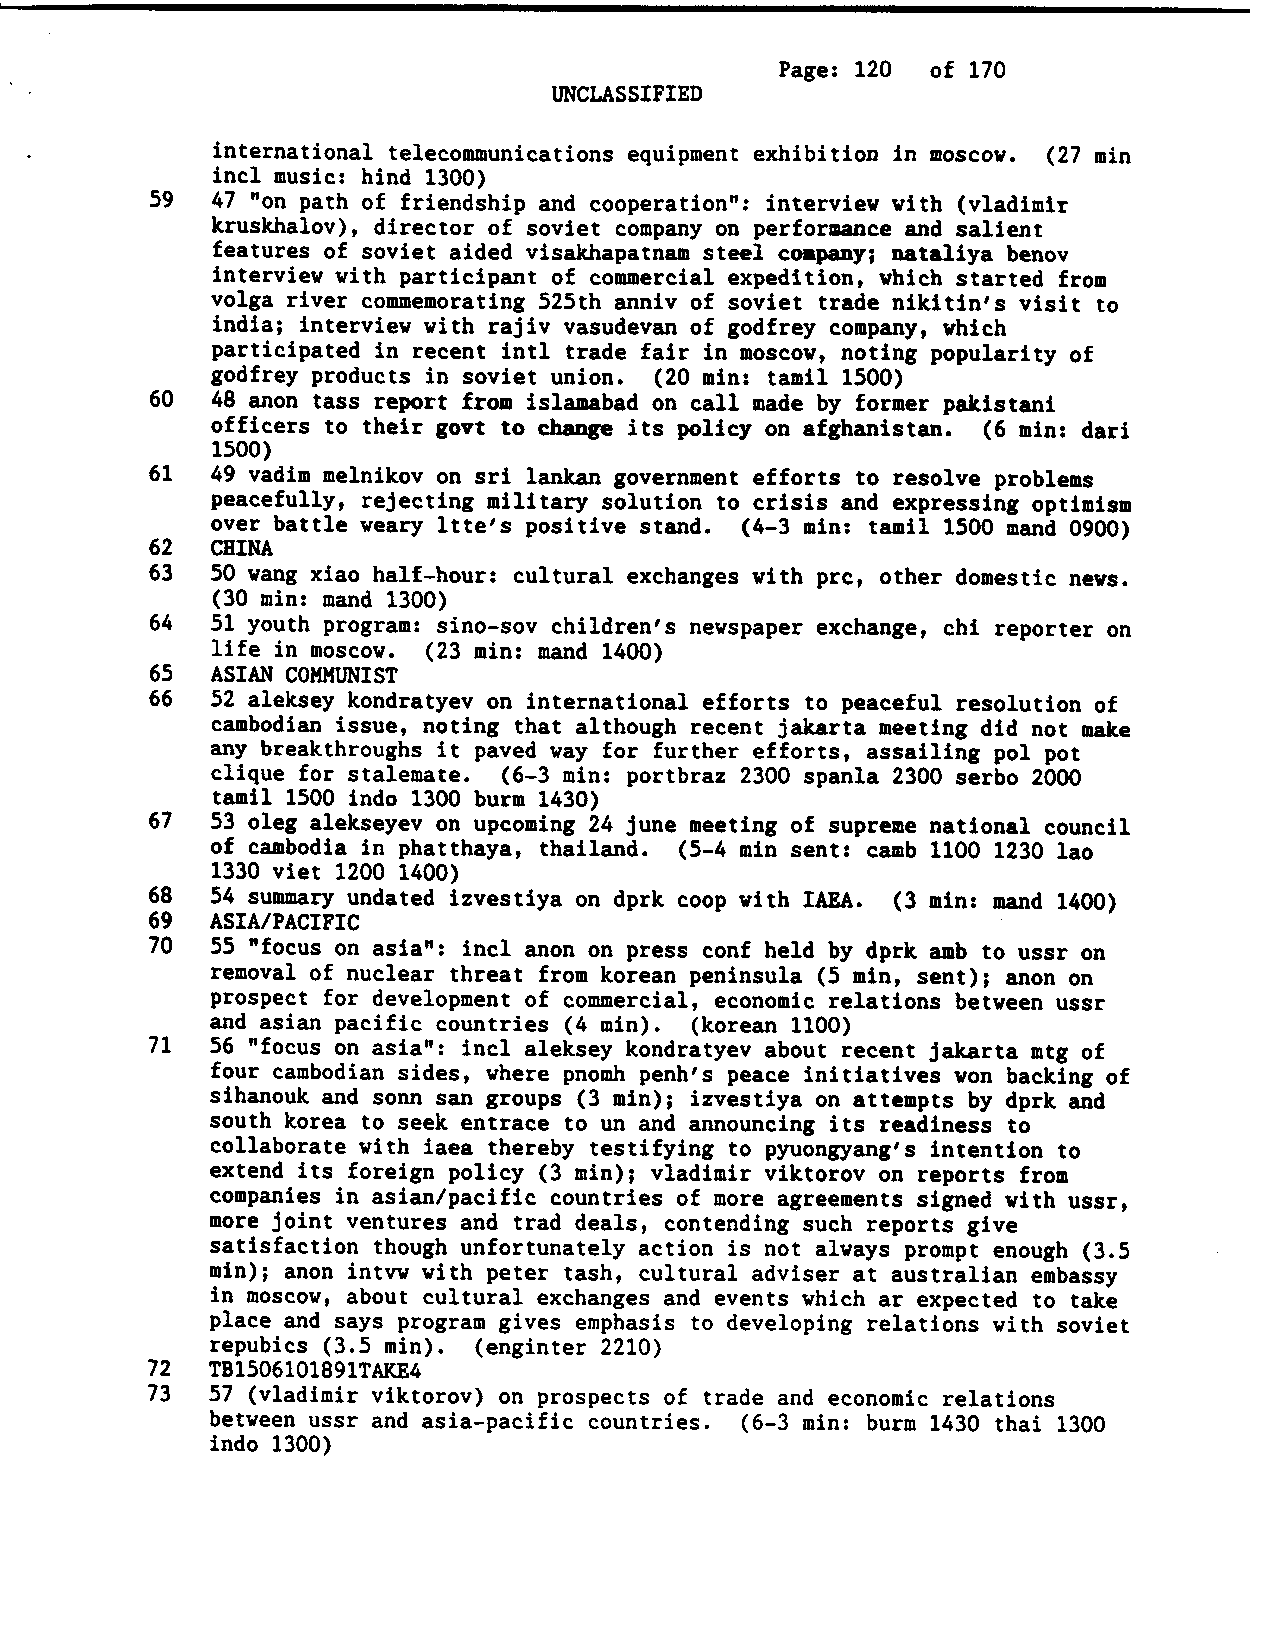 Page: 120 of 170
UNCLASSIFIED
international telecommunications equipment exhibition in moscow. (27 min
incl music: hind 1300)
59 47 "on path of friendship and cooperation": interview with (vladimir
kruskhalov), director of soviet company on performance and salient
features of soviet aided visakhapatnam steel company; nataliya benov
interview with participant of commercial expedition, which started from
volga river commemorating 525th anniv of soviet trade nikitin's visit to
india; interview with rajiv vasudevan of godfrey company, which
participated in recent intl trade fair in moscow, noting popularity of
godfrey products in soviet union. (20 min: tamil 1500)
60 48 anon tass report from islamabad on call made by former pakistani
officers to their govt to change its policy on afghanistan. (6 min: dari
1500)
61 49 vadim melnikov on sri lankan government efforts to resolve problems
peacefully, rejecting military solution to crisis and expressing optimism
over battle weary ltte's positive stand. (4-3 min: tamil 1500 mand 0900)
62 CHINA
63 50 wang xiao half-hour: cultural exchanges with prc, other domestic news.
(30 min: mand 1300)
64 51 youth program: sino-sov children's newspaper exchange, chi reporter on
life in moscow. (23 min: mand 1400)
65 ASIAN COMMUNIST
66 52 aleksey kondratyev on international efforts to peaceful resolution of
cambodian issue, noting that although recent jakarta meeting did not make
any breakthroughs it paved way for further efforts, assailing pol pot
clique for stalemate. (6-3 min: portbraz 2300 spanla 2300 serbo 2000
tamil 1500 indo 1300 burm 1430)
67 53 oleg alekseyev on upcoming 24 june meeting of supreme national council
of cambodia in phatthaya, thailand. (5-4 min sent: camb 1100 1230 lao
1330 viet 1200 1400)
68 54 summary undated izvestiya on dprk coop with IAEA. (3 min: mand 1400)
69 ASIA/PACIFIC
70 55 "focus on asia": incl anon on press conf held by dprk amb to ussr on
removal of nuclear threat from korean peninsula (5 min, sent); anon on
prospect for development of commercial, economic relations between ussr
and asian pacific countries (4 min). (korean 1100)
71 56 "focus on asia": incl aleksey kondratyev about recent jakarta mtg of
four cambodian sides, where pnomh penh's peace initiatives won backing of
sihanouk and sonn san groups (3 min); izvestiya on attempts by dprk and
south korea to seek entrace to un and announcing its readiness to
collaborate with iaea thereby testifying to pyuongyang's intention to
extend its foreign policy (3 min); vladimir viktorov on reports from
companies in asian/pacific countries of more agreements signed with ussr,
more joint ventures and trad deals, contending such reports give
satisfaction though unfortunately action is not always prompt enough (3.5
min); anon intvw with peter tash, cultural adviser at australian embassy
in moscow, about cultural exchanges and events which ar expected to take
place and says program gives emphasis to developing relations with soviet
repubics (3.5 min). (enginter 2210)
72 TB1506101891TAKE4
73 57 (vladimir viktorov) on prospects of trade and economic relations
between ussr and asia-pacific countries. (6-3 min: burm 1430 thai 1300
indo 1300)